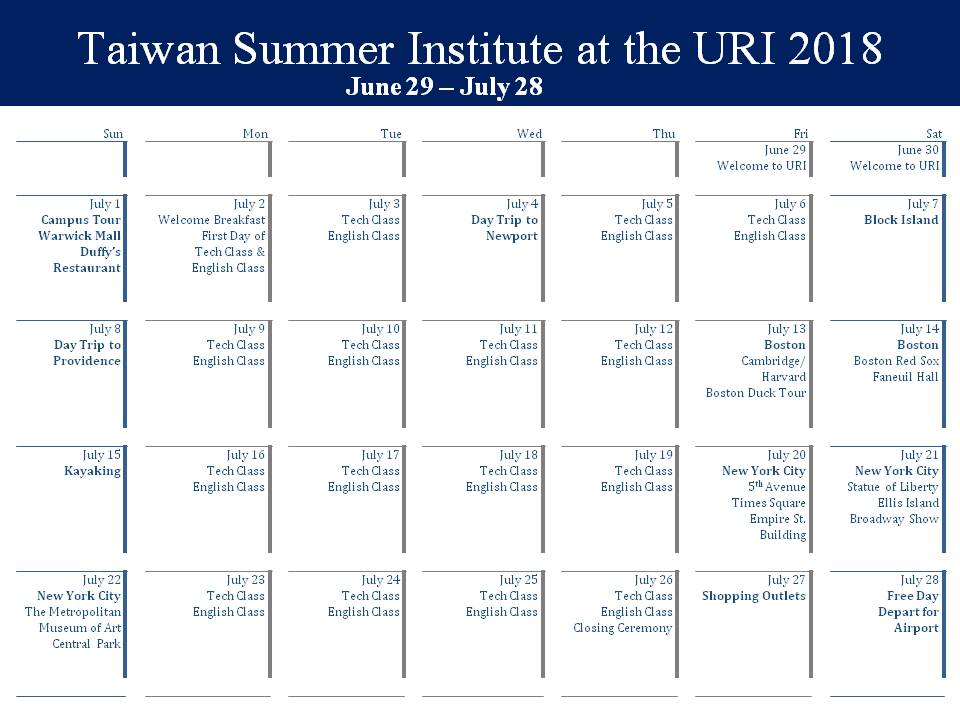 Taiwan Summer Institute at the URI 2018
June 29 – July 28
Sun Mon Tue Wed Thu Fri Sat
June 29
Welcome to URI
June 30
Welcome to URI
July 1
Campus Tour
Warwick Mall
Duffy's
Restaurant
July 2
Welcome Breakfast
First Day of
Tech Class &
English Class
July 3
Tech Class
English Class
July 4
Day Trip to
Newport
July 5
Tech Class
English Class
July 6
Tech Class
English Class
July 7
Block Island
July 8
Day Trip to
Providence
July 9
Tech Class
English Class
July 10
Tech Class
English Class
July 11
Tech Class
English Class
July 12
Tech Class
English Class
July 13
Boston
Cambridge/
Harvard
Boston Duck Tour
July 14
Boston
Boston Red Sox
Faneuil Hall
July 15
Kayaking
July 16
Tech Class
English Class
July 17
Tech Class
English Class
July 18
Tech Class
English Class
July 19
Tech Class
English Class
July 20
New York City
5th Avenue
Times Square
Empire St.
Building
July 21
New York City
Statue of Liberty
Ellis Island
Broadway Show
July 22
New York City
The Metropolitan
Museum of Art
Central Park
July 23
Tech Class
English Class
July 24
Tech Class
English Class
July 25
Tech Class
English Class
July 26
Tech Class
English Class
Closing Ceremony
July 27
Shopping Outlets
July 28
Free Day
Depart for
Airport